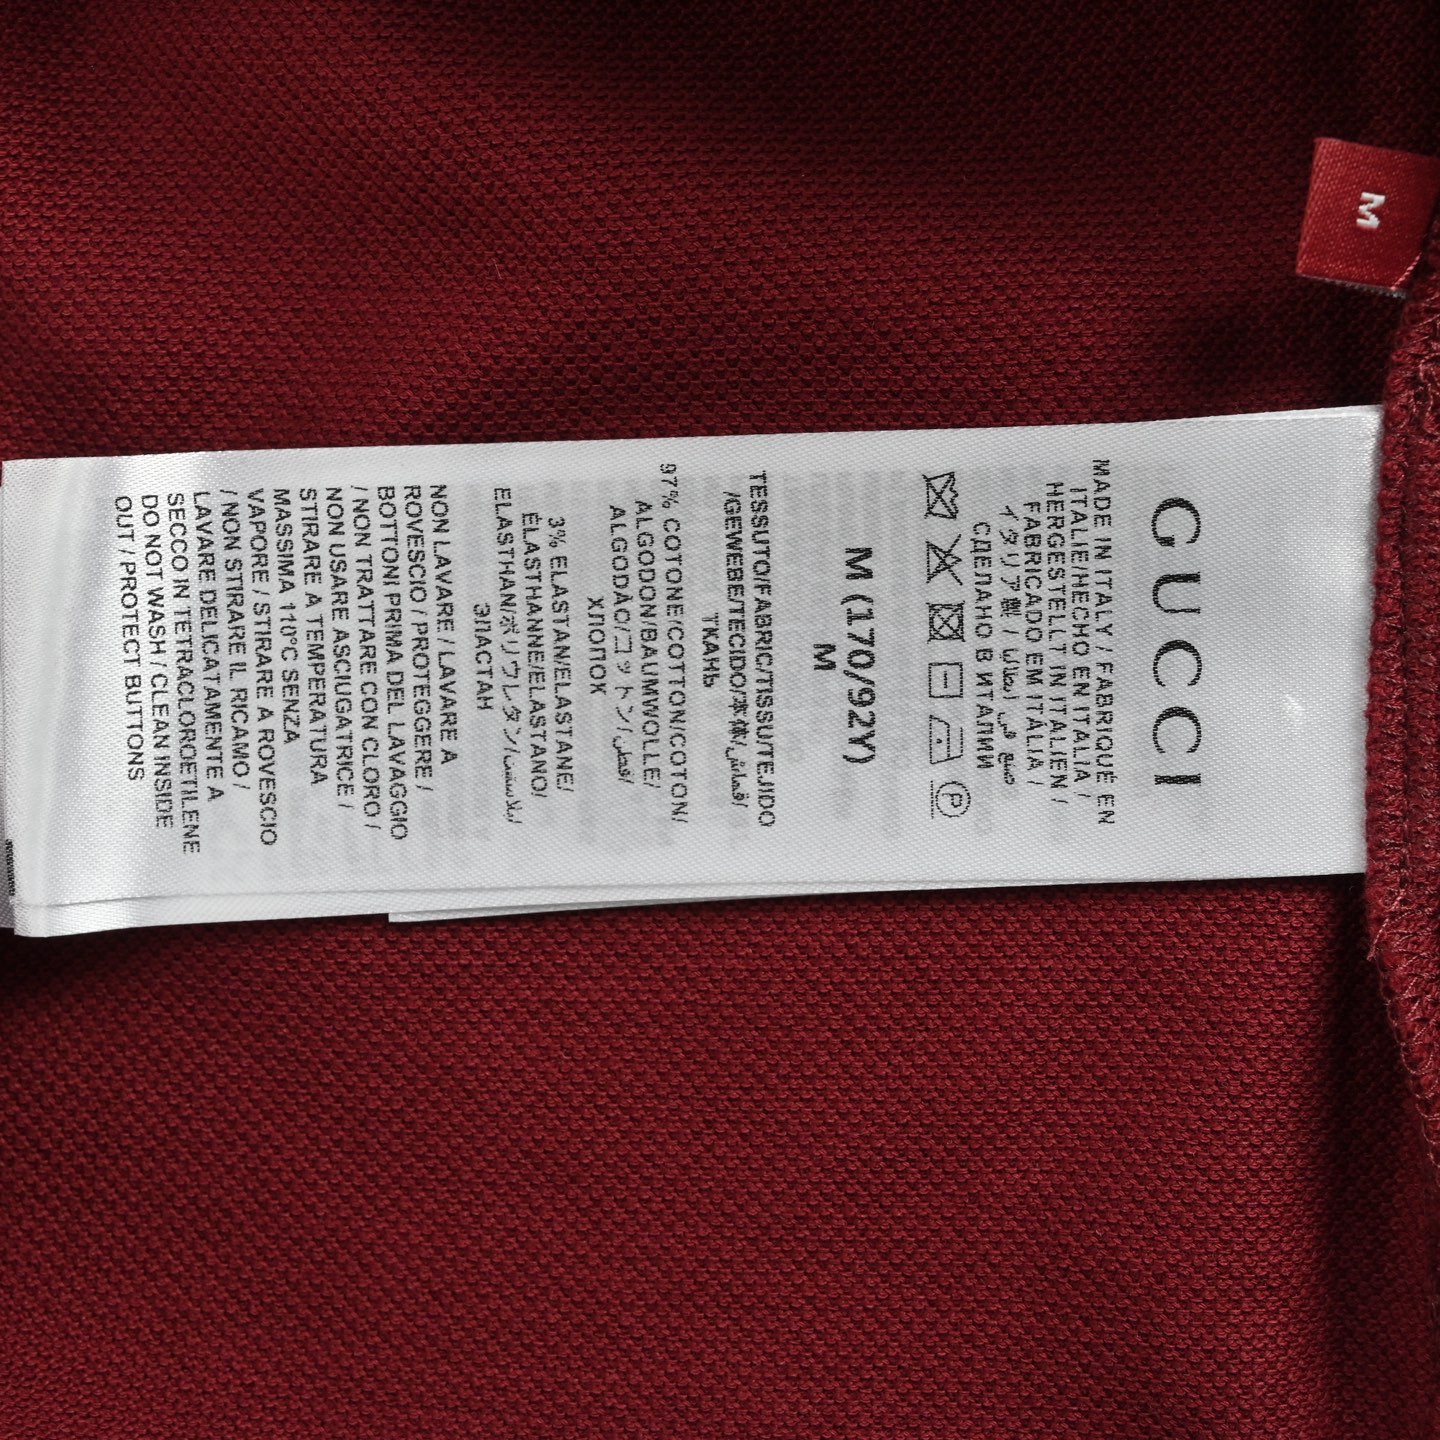 M
GUCCI
MADE IN ITALY / FABRIQUÉ EN
ITALIE/HECHO EN ITALIA /
HERGESTELLT IN ITALIEN /
FABRICADO EM ITÁLIA /
イタリア製 / صنع في إيطاليا /
СДЕЛАНО В ИТАЛИИ
P
M (170/92Y)
M
TESSUTO/FABRIC/TISSU/TEJIDO
/GEWEBE/TECIDO/本体/قماش/
ТКАНЬ
97% COTONE/COTTON/COTON/
ALGODON/BAUMWOLLE/
ALGODÃO/コットン/قطن/
ХЛОПОК
3% ELASTAN/ELASTANE/
ÉLASTHANNE/ELASTANO/
ELASTHAN/ポリウレタン/إيلاستين/
ЭЛАСТАН
NON LAVARE / LAVARE A
ROVESCIO / PROTEGGERE /
BOTTONI PRIMA DEL LAVAGGIO
/ NON TRATTARE CON CLORO /
NON USARE ASCIUGATRICE /
STIRARE A TEMPERATURA
MASSIMA 110°C SENZA
VAPORE / STIRARE A ROVESCIO
/ NON STIRARE IL RICAMO /
LAVARE DELICATAMENTE A
SECCO IN TETRACLOROETILENE
DO NOT WASH / CLEAN INSIDE
OUT / PROTECT BUTTONS